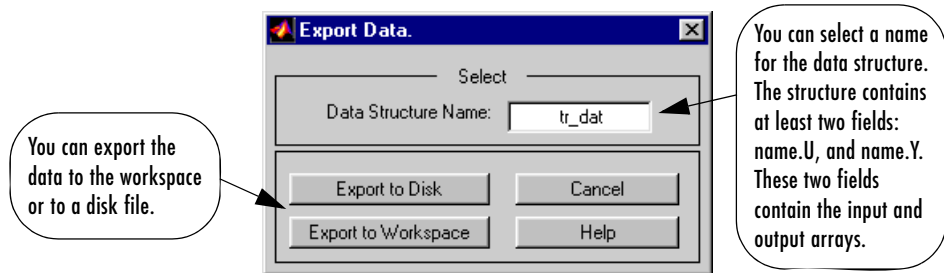 Export Data.
Select
Data Structure Name:
tr_dat
Export to Disk
Cancel
Export to Workspace
Help
You can export the
data to the workspace
or to a disk file.
You can select a name
for the data structure.
The structure contains
at least two fields:
name.U, and name.Y.
These two fields
contain the input and
output arrays.